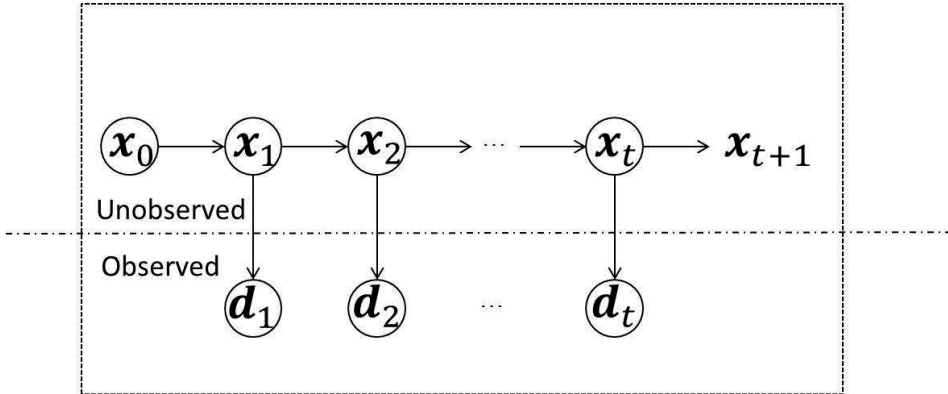 x₀ x₁ x₂ ... xₜ xₜ₊₁
Unobserved
Observed
d₁ d₂ ... dₜ